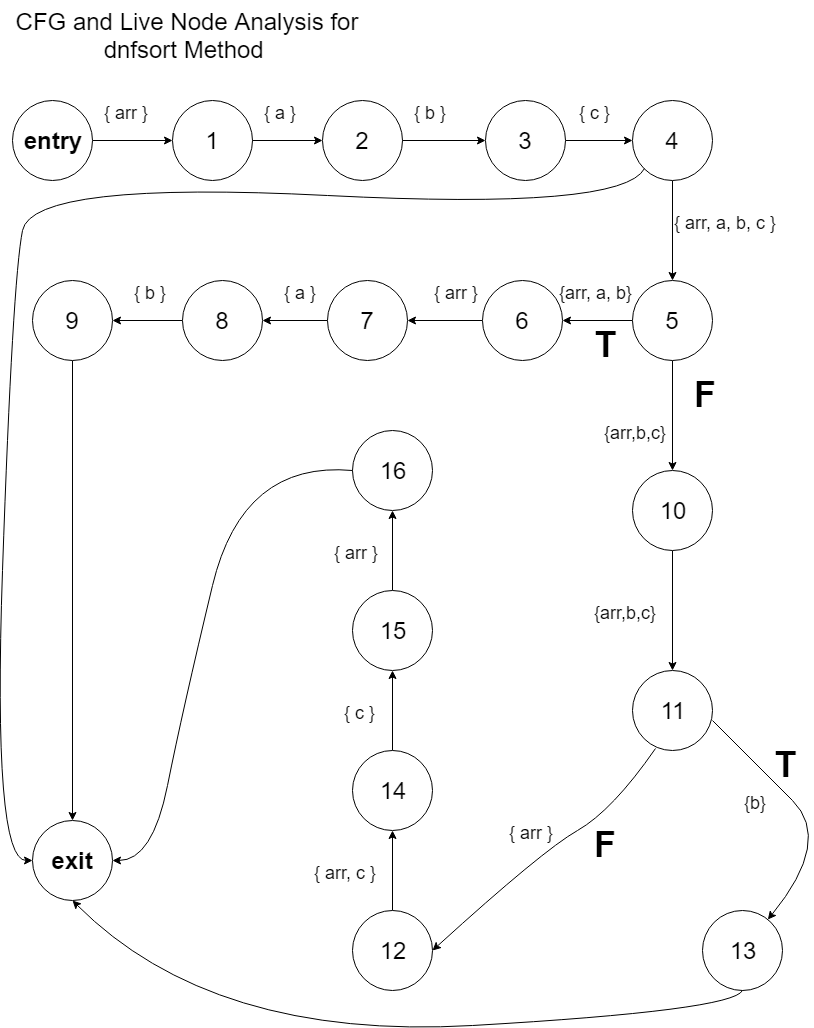 CFG and Live Node Analysis for
dnfsort Method
entry
{ arr }
1
{ a }
2
{ b }
3
{ c }
4
{ arr, a, b, c }
9
{ b }
8
{ a }
7
{ arr }
6
{arr, a, b}
T
5
F
{arr,b,c}
16
10
{ arr }
{arr,b,c}
15
{ c }
11
T
14
{b}
{ arr }
F
exit
{ arr, c }
12
13